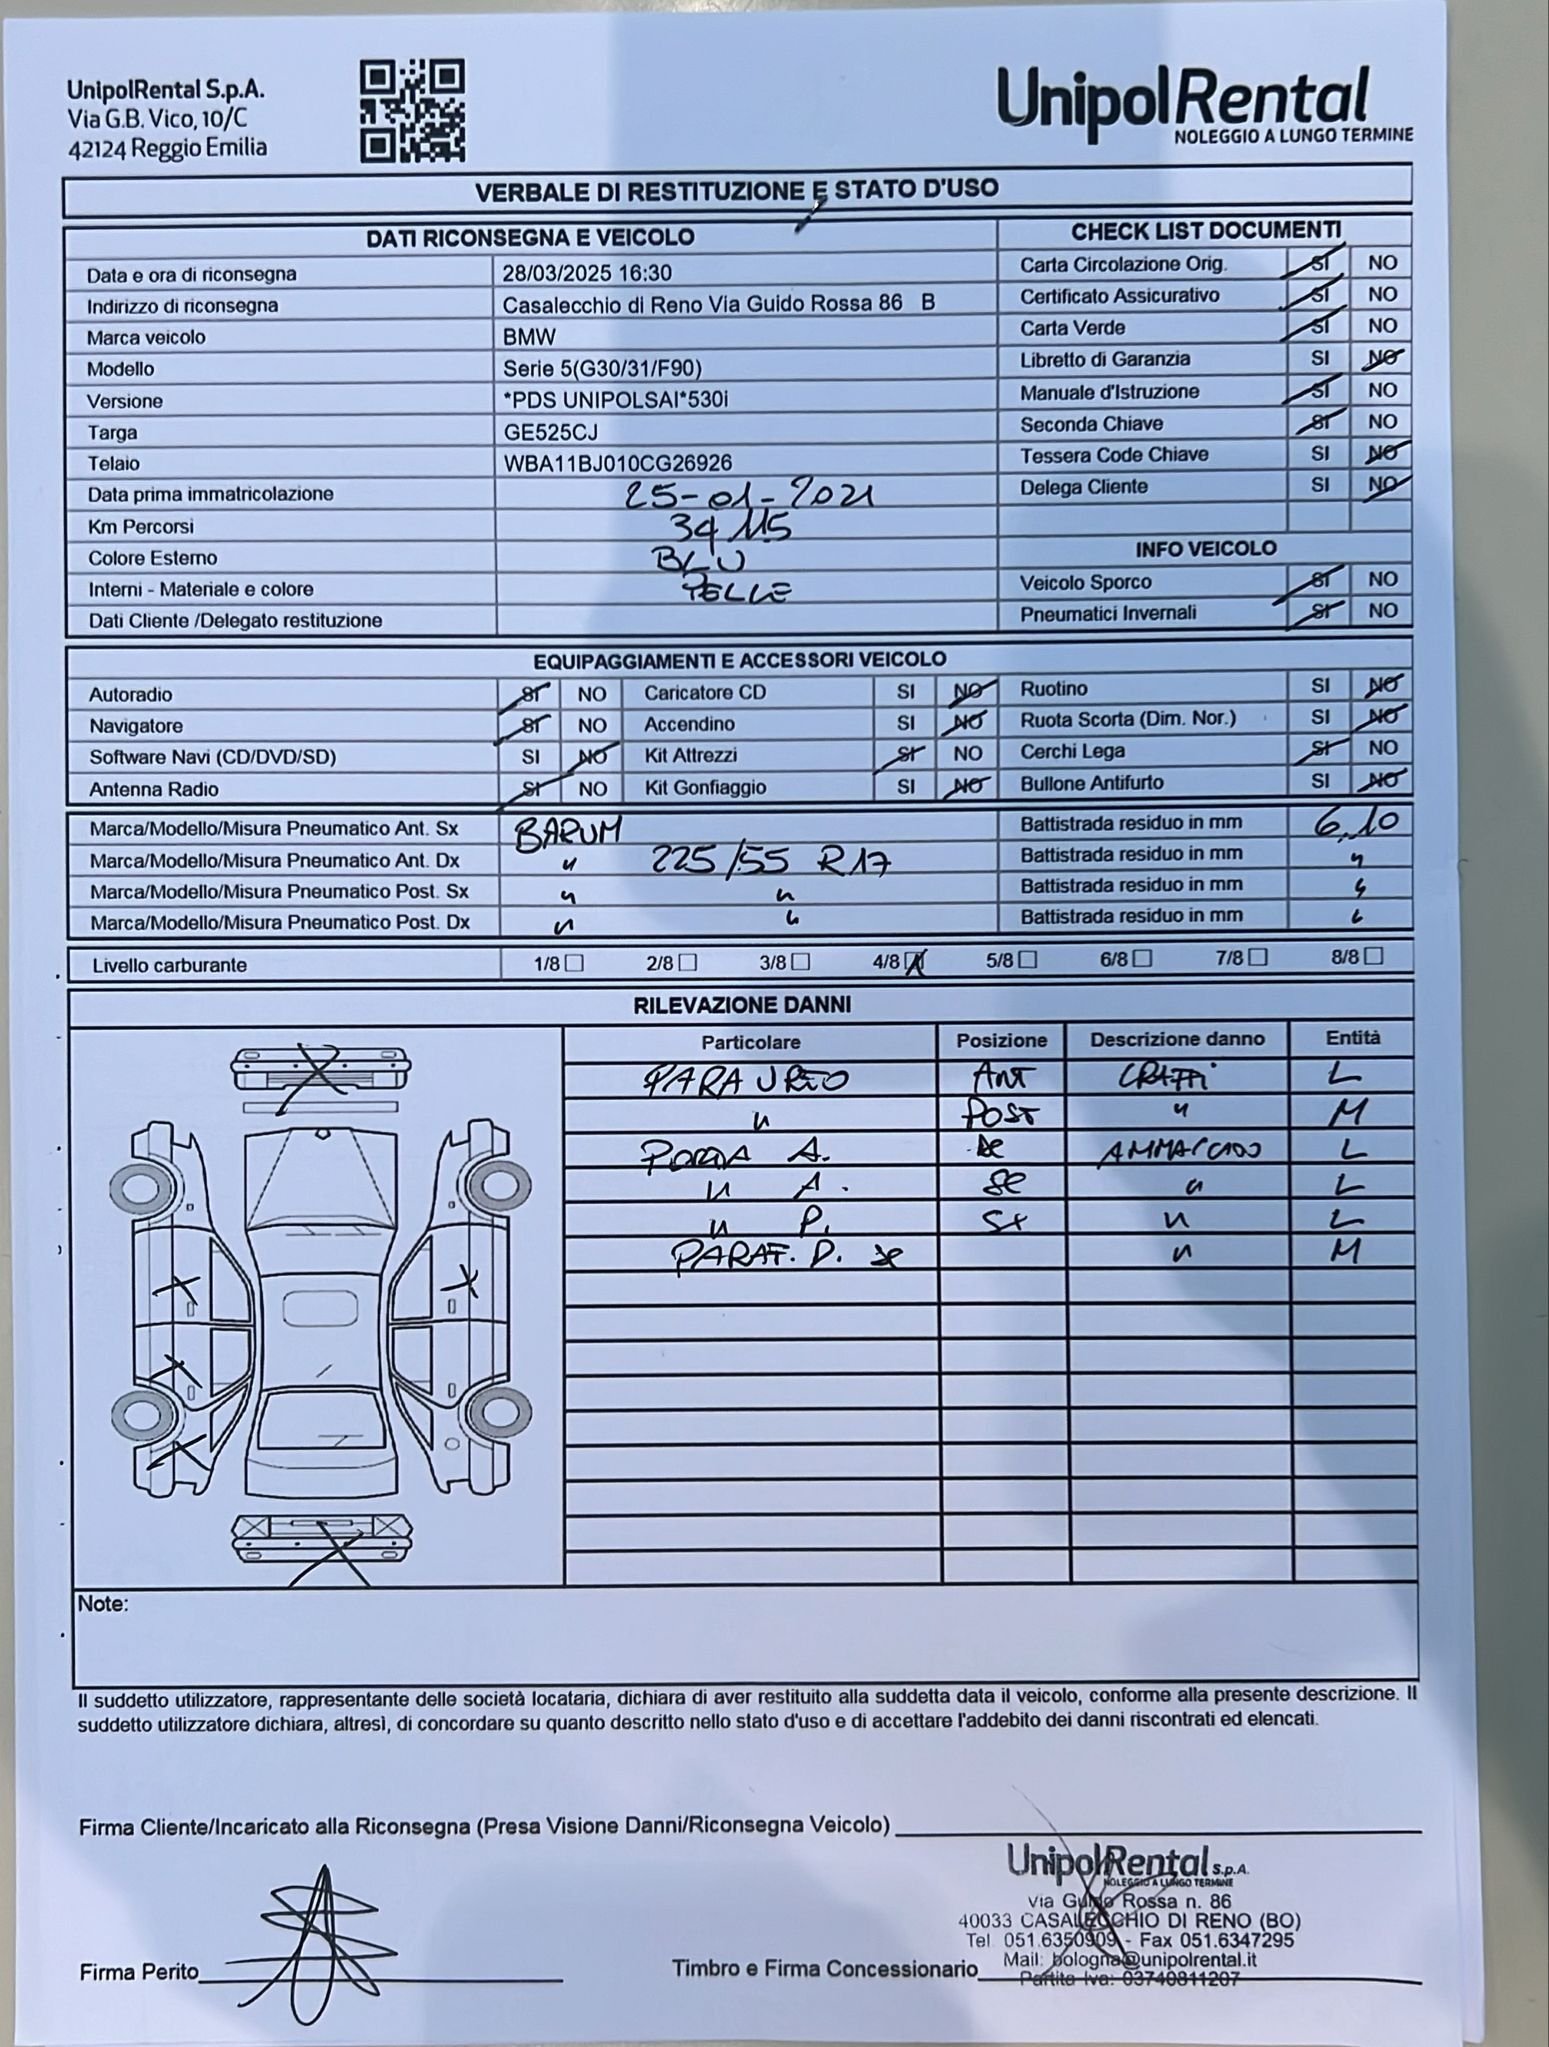 UnipolRental S.p.A.
Via G.B. Vico, 10/C
42124 Reggio Emilia
UnipolRental
NOLEGGIO A LUNGO TERMINE
VERBALE DI RESTITUZIONE E STATO D'USO
DATI RICONSEGNA E VEICOLO
CHECK LIST DOCUMENTI
Data e ora di riconsegna 28/03/2025 16:30 Carta Circolazione Orig. SI NO
Indirizzo di riconsegna Casalecchio di Reno Via Guido Rossa 86 B Certificato Assicurativo SI NO
Marca veicolo BMW Carta Verde SI NO
Modello Serie 5(G30/31/F90) Libretto di Garanzia SI NO
Versione *PDS UNIPOLSAI*530i Manuale d'Istruzione SI NO
Targa GE525CJ Seconda Chiave SI NO
Telaio WBA11BJ010CG26926 Tessera Code Chiave SI NO
Data prima immatricolazione 25-01-2021 Delega Cliente SI NO
Km Percorsi 34 115
Colore Esterno BLU INFO VEICOLO
Interni - Materiale e colore PELLE Veicolo Sporco SI NO
Dati Cliente /Delegato restituzione Pneumatici Invernali SI NO
EQUIPAGGIAMENTI E ACCESSORI VEICOLO
Autoradio SI NO Caricatore CD SI NO Ruotino SI NO
Navigatore SI NO Accendino SI NO Ruota Scorta (Dim. Nor.) SI NO
Software Navi (CD/DVD/SD) SI NO Kit Attrezzi SI NO Cerchi Lega SI NO
Antenna Radio SI NO Kit Gonfiaggio SI NO Bullone Antifurto SI NO
Marca/Modello/Misura Pneumatico Ant. Sx BARUM Battistrada residuo in mm 6,10
Marca/Modello/Misura Pneumatico Ant. Dx " 225/55 R17 Battistrada residuo in mm "
Marca/Modello/Misura Pneumatico Post. Sx " " Battistrada residuo in mm "
Marca/Modello/Misura Pneumatico Post. Dx " " Battistrada residuo in mm "
Livello carburante 1/8 2/8 3/8 4/8 5/8 6/8 7/8 8/8
RILEVAZIONE DANNI
Particolare Posizione Descrizione danno Entità
PARAURTO ANT GRAFFI L
" POST " M
PORTA A. AMMACCATO L
" A. " L
" P. Sx " L
PARAF. P. " M
Note:
Il suddetto utilizzatore, rappresentante delle società locataria, dichiara di aver restituito alla suddetta data il veicolo, conforme alla presente descrizione. Il
suddetto utilizzatore dichiara, altresì, di concordare su quanto descritto nello stato d'uso e di accettare l'addebito dei danni riscontrati ed elencati.
Firma Cliente/Incaricato alla Riconsegna (Presa Visione Danni/Riconsegna Veicolo)
UnipolRental S.p.A.
NOLEGGIO A LUNGO TERMINE
Via Guido Rossa n. 86
40033 CASALECCHIO DI RENO (BO)
Tel. 051.6350909 - Fax 051.6347295
Mail: bologna@unipolrental.it
Partita Iva: 03740811207
Firma Perito
Timbro e Firma Concessionario